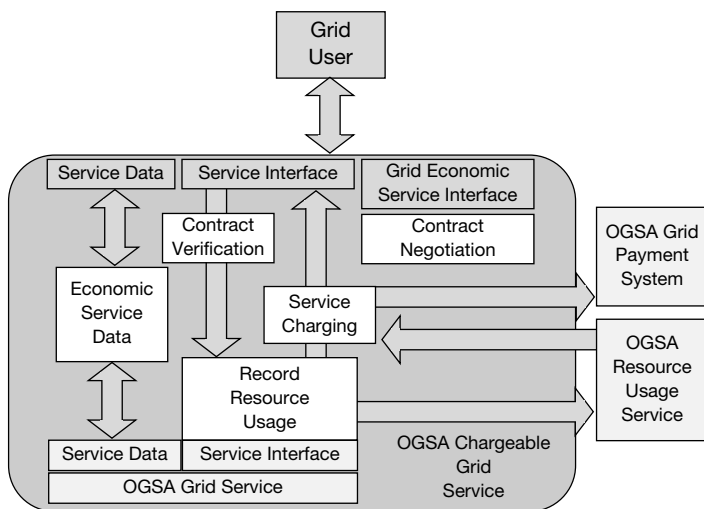 Grid
User
Service Data
Service Interface
Grid Economic
Service Interface
Contract
Verification
Contract
Negotiation
OGSA Grid
Payment
System
Economic
Service
Data
Service
Charging
OGSA
Resource
Usage
Service
Record
Resource
Usage
Service Data
Service Interface
OGSA Grid Service
OGSA Chargeable
Grid
Service